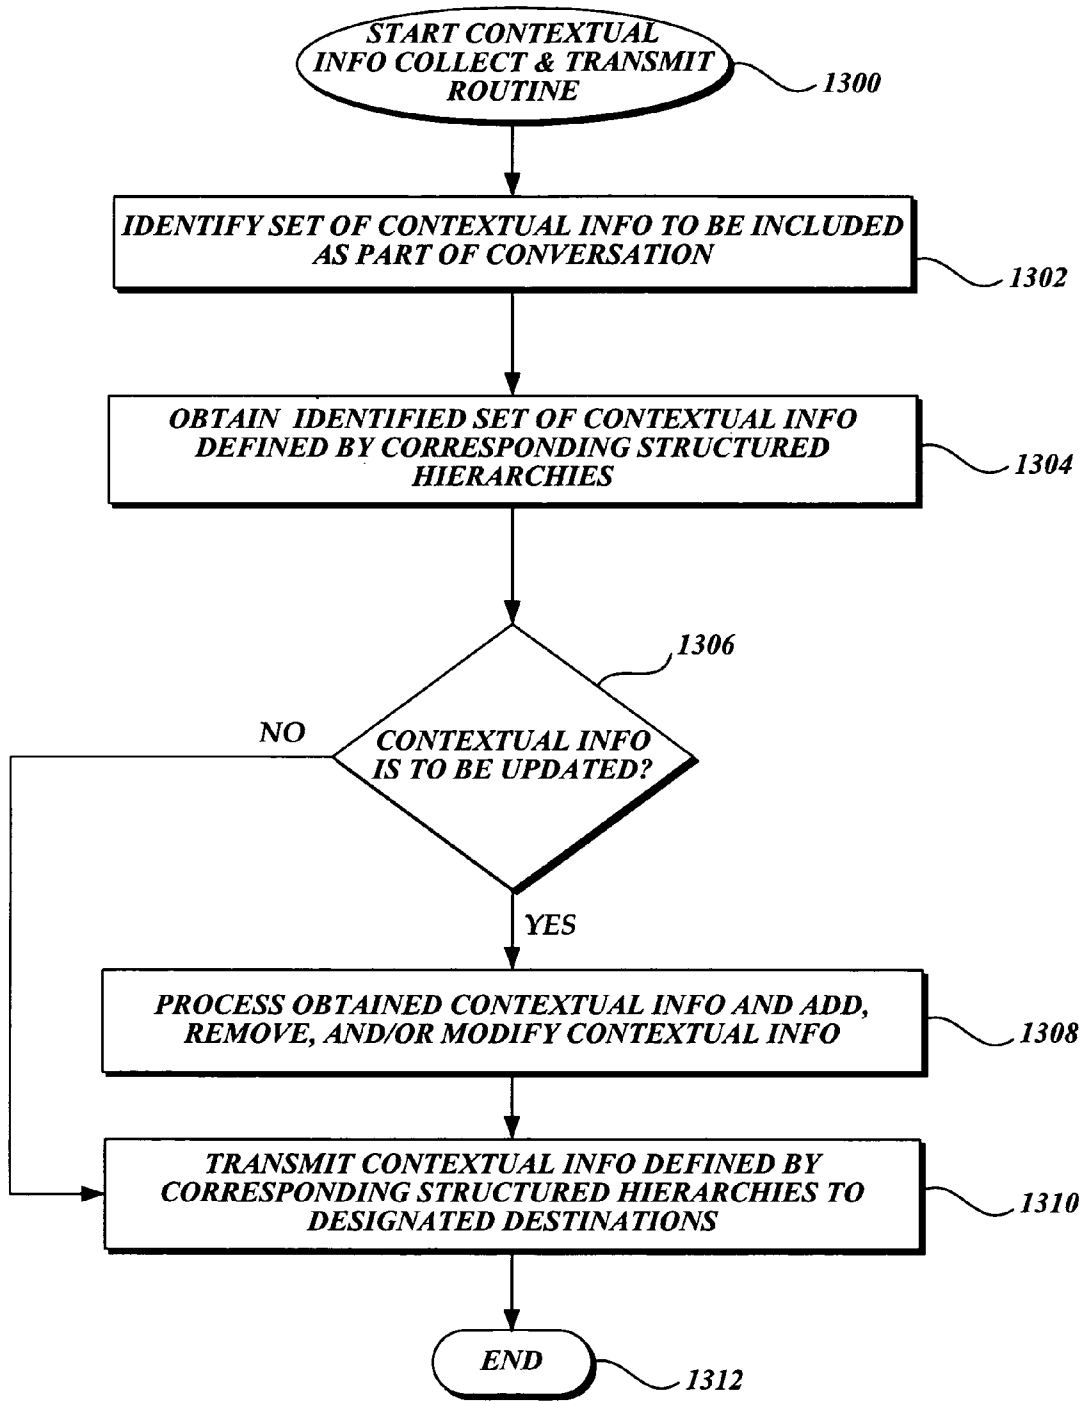 START CONTEXTUAL
INFO COLLECT & TRANSMIT
ROUTINE
1300
IDENTIFY SET OF CONTEXTUAL INFO TO BE INCLUDED
AS PART OF CONVERSATION
1302
OBTAIN IDENTIFIED SET OF CONTEXTUAL INFO
DEFINED BY CORRESPONDING STRUCTURED
HIERARCHIES
1304
1306
CONTEXTUAL INFO
IS TO BE UPDATED?
NO
YES
PROCESS OBTAINED CONTEXTUAL INFO AND ADD,
REMOVE, AND/OR MODIFY CONTEXTUAL INFO
1308
TRANSMIT CONTEXTUAL INFO DEFINED BY
CORRESPONDING STRUCTURED HIERARCHIES TO
DESIGNATED DESTINATIONS
1310
END
1312